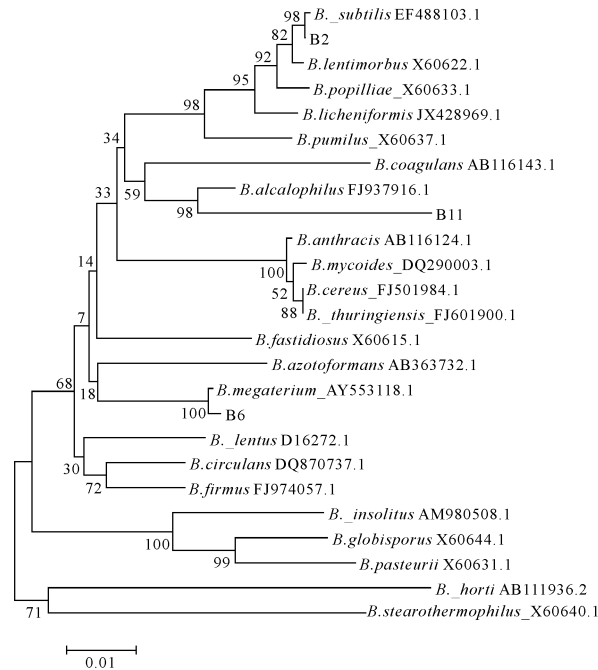 98 B._subtilis EF488103.1
82 B2
92 B.lentimorbus X60622.1
95 B.popilliae_X60633.1
98 B.licheniformis JX428969.1
34 B.pumilus_X60637.1
B.coagulans AB116143.1
33 59 B.alcalophilus FJ937916.1
98 B11
B.anthracis AB116124.1
14 100 B.mycoides_DQ290003.1
52 B.cereus_FJ501984.1
7 88 B._thuringiensis_FJ601900.1
B.fastidiosus X60615.1
B.azotoformans AB363732.1
68 18 B.megaterium_AY553118.1
100 B6
B._lentus D16272.1
30 B.circulans DQ870737.1
72 B.firmus FJ974057.1
B._insolitus AM980508.1
100 B.globisporus X60644.1
99 B.pasteurii X60631.1
B._horti AB111936.2
71 B.stearothermophilus_X60640.1
0.01